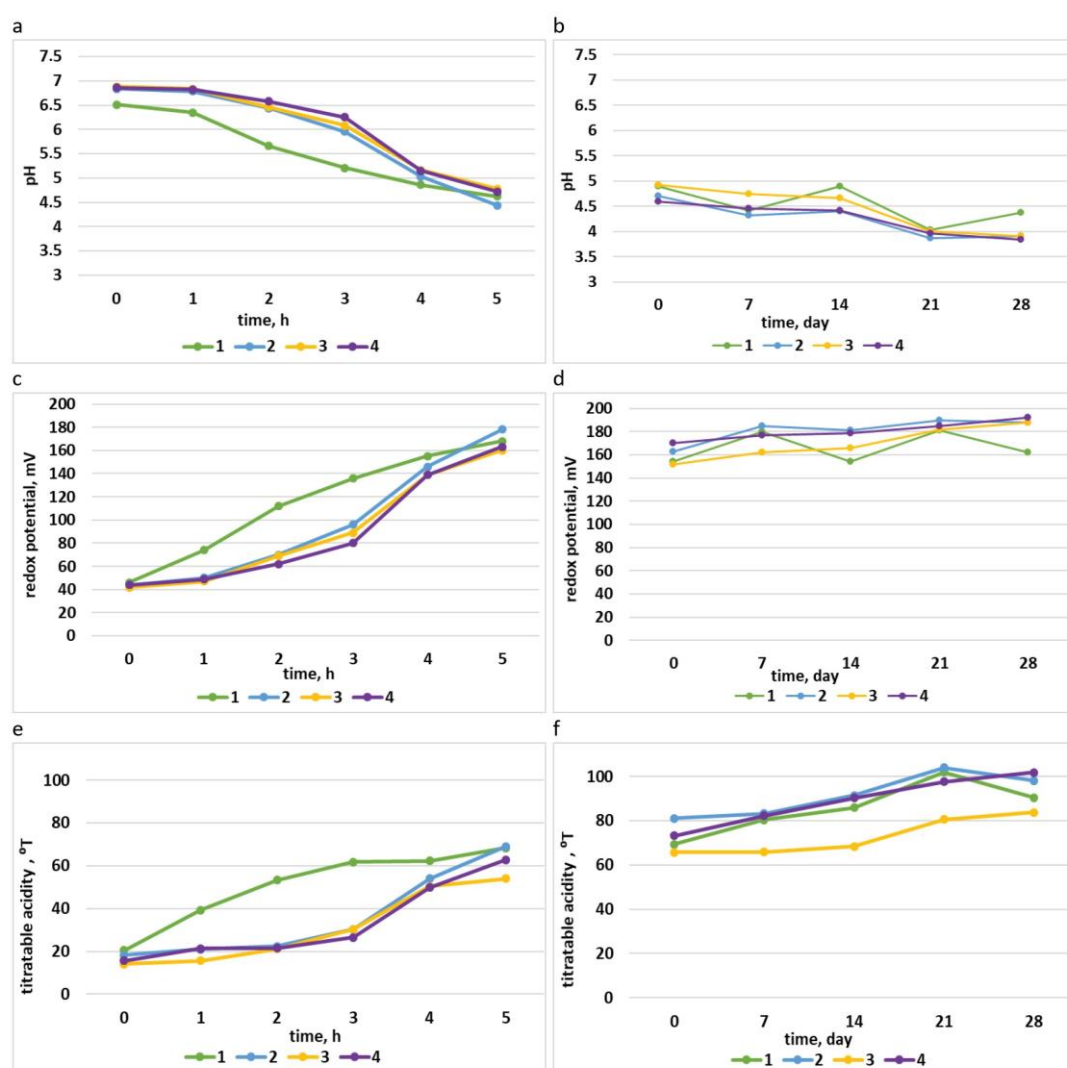 a
7.5
7
6.5
6
5.5
5
4.5
4
3.5
3
pH
0 1 2 3 4 5
time, h
1 2 3 4
b
7.5
7
6.5
6
5.5
5
4.5
4
3.5
3
pH
0 7 14 21 28
time, day
1 2 3 4
c
200
180
160
140
120
100
80
60
40
20
0
redox potential, mV
0 1 2 3 4 5
time, h
1 2 3 4
d
200
180
160
140
120
100
80
60
40
20
0
redox potential, mV
0 7 14 21 28
time, day
1 2 3 4
e
100
80
60
40
20
0
titratable acidity , ºT
0 1 2 3 4 5
time, h
1 2 3 4
f
100
80
60
40
20
0
titratable acidity , ºT
0 7 14 21 28
time, day
1 2 3 4